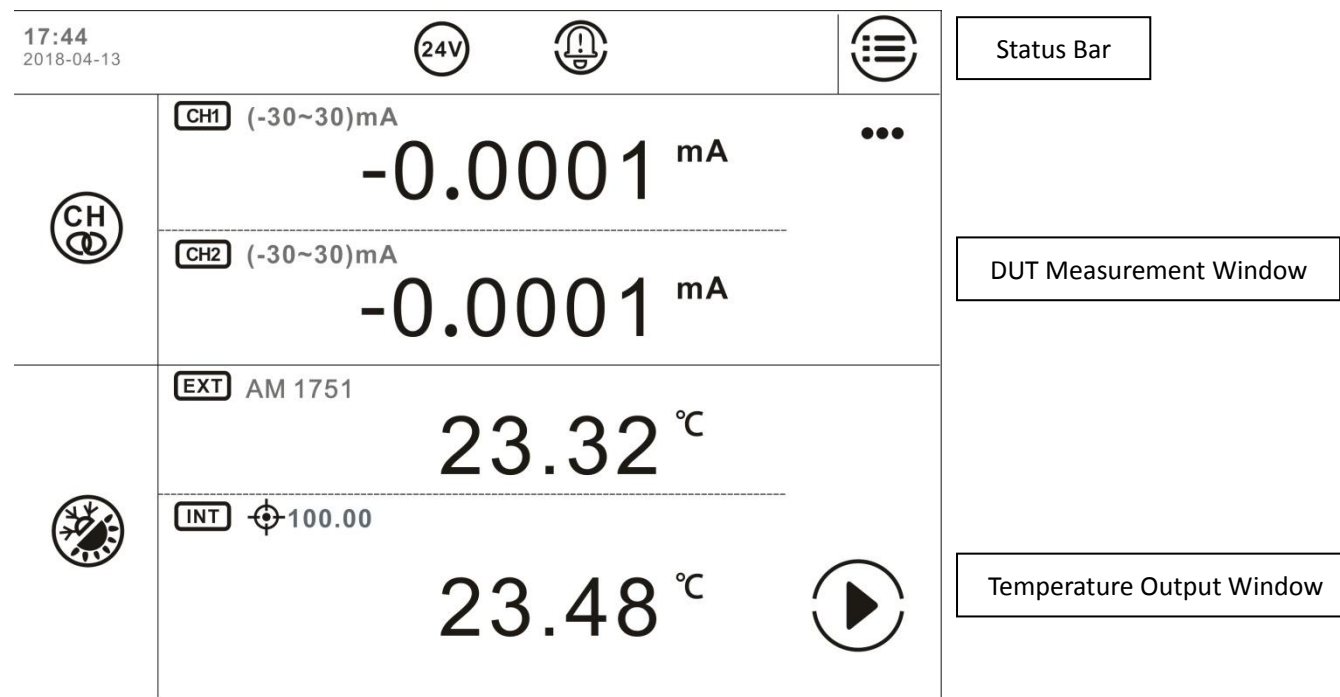 17:44
2018-04-13
24V
Status Bar
CH1 (-30~30)mA
-0.0001 mA
CH
CH2 (-30~30)mA
-0.0001 mA
DUT Measurement Window
EXT AM 1751
23.32 ℃
INT 100.00
23.48 ℃
Temperature Output Window